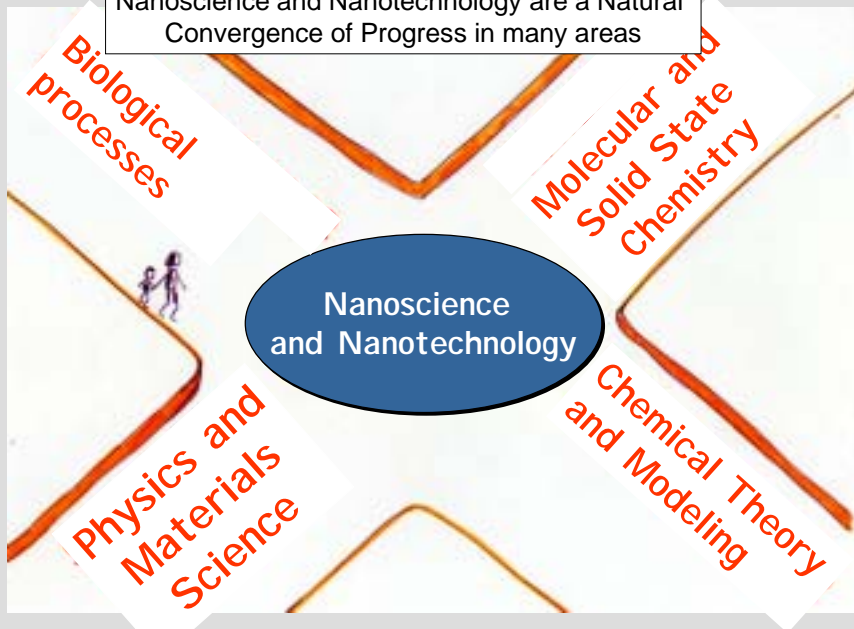 Nanoscience and Nanotechnology are a Natural
Convergence of Progress in many areas
Biological
processes
Molecular and
Solid State
Chemistry
Nanoscience
and Nanotechnology
Physics and
Materials
Science
Chemical Theory
and Modeling